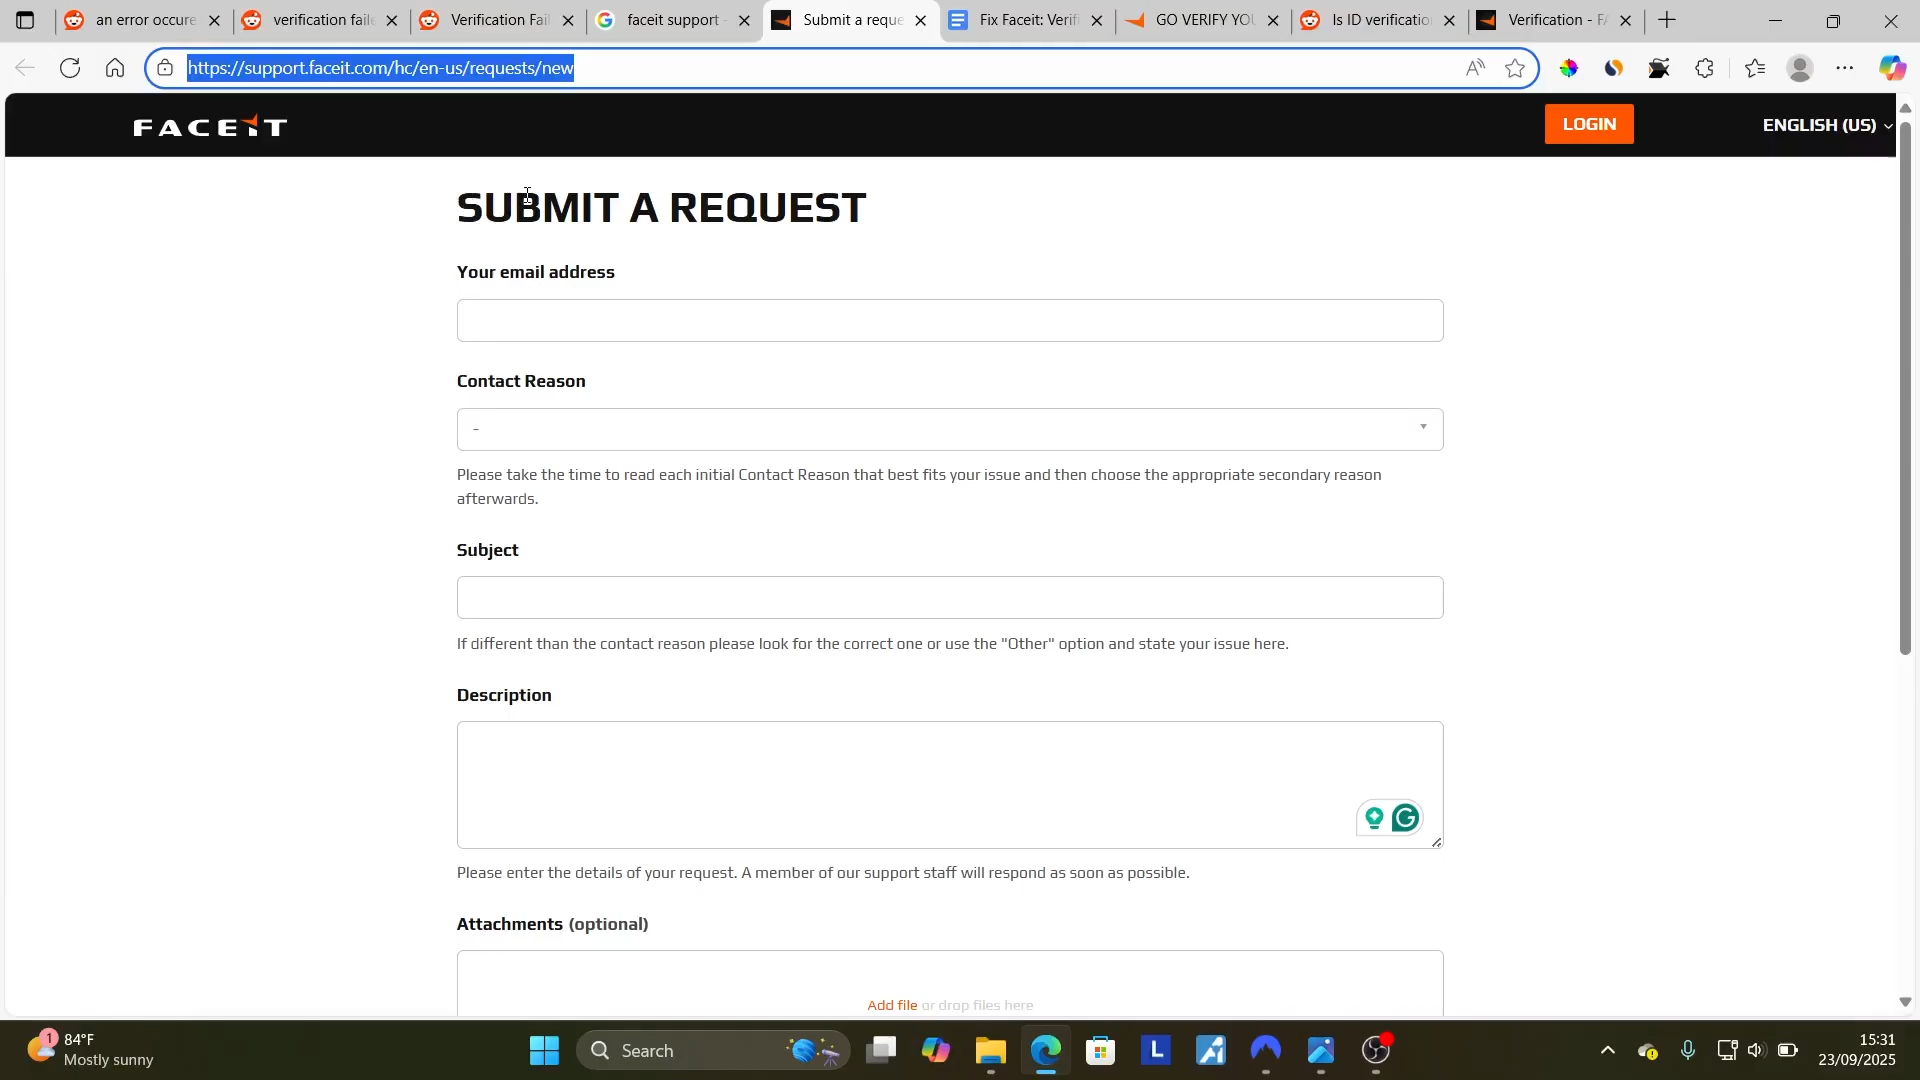 an error occure
verification faile
Verification Fail
faceit support -
Submit a reque
Fix Faceit: Verifi
GO VERIFY YOU
Is ID verificatio
Verification - FA
https://support.faceit.com/hc/en-us/requests/new
FACEIT
LOGIN
ENGLISH (US)
SUBMIT A REQUEST
Your email address
Contact Reason
-
Please take the time to read each initial Contact Reason that best fits your issue and then choose the appropriate secondary reason
afterwards.
Subject
If different than the contact reason please look for the correct one or use the "Other" option and state your issue here.
Description
Please enter the details of your request. A member of our support staff will respond as soon as possible.
Attachments (optional)
Add file or drop files here
1
84°F
Mostly sunny
Search
L
15:31
23/09/2025